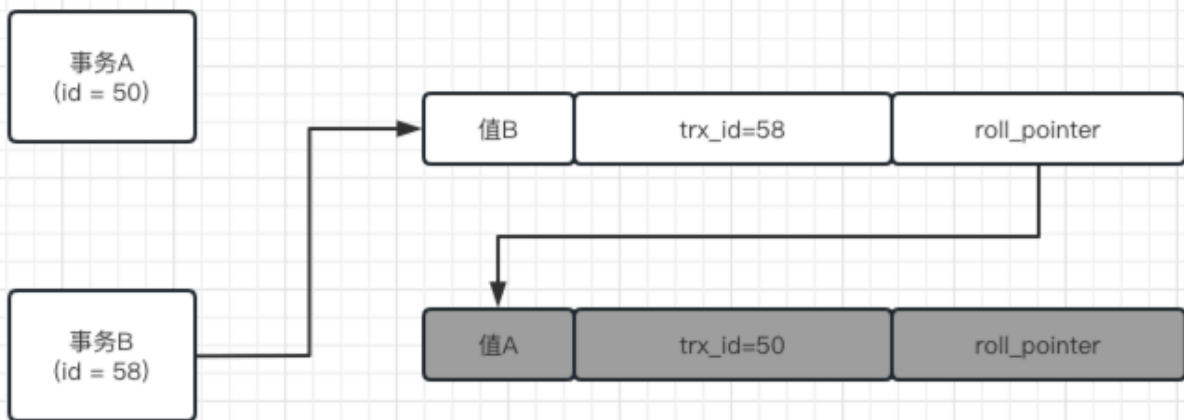 事务A
(id = 50)
值B
trx_id=58
roll_pointer
事务B
(id = 58)
值A
trx_id=50
roll_pointer